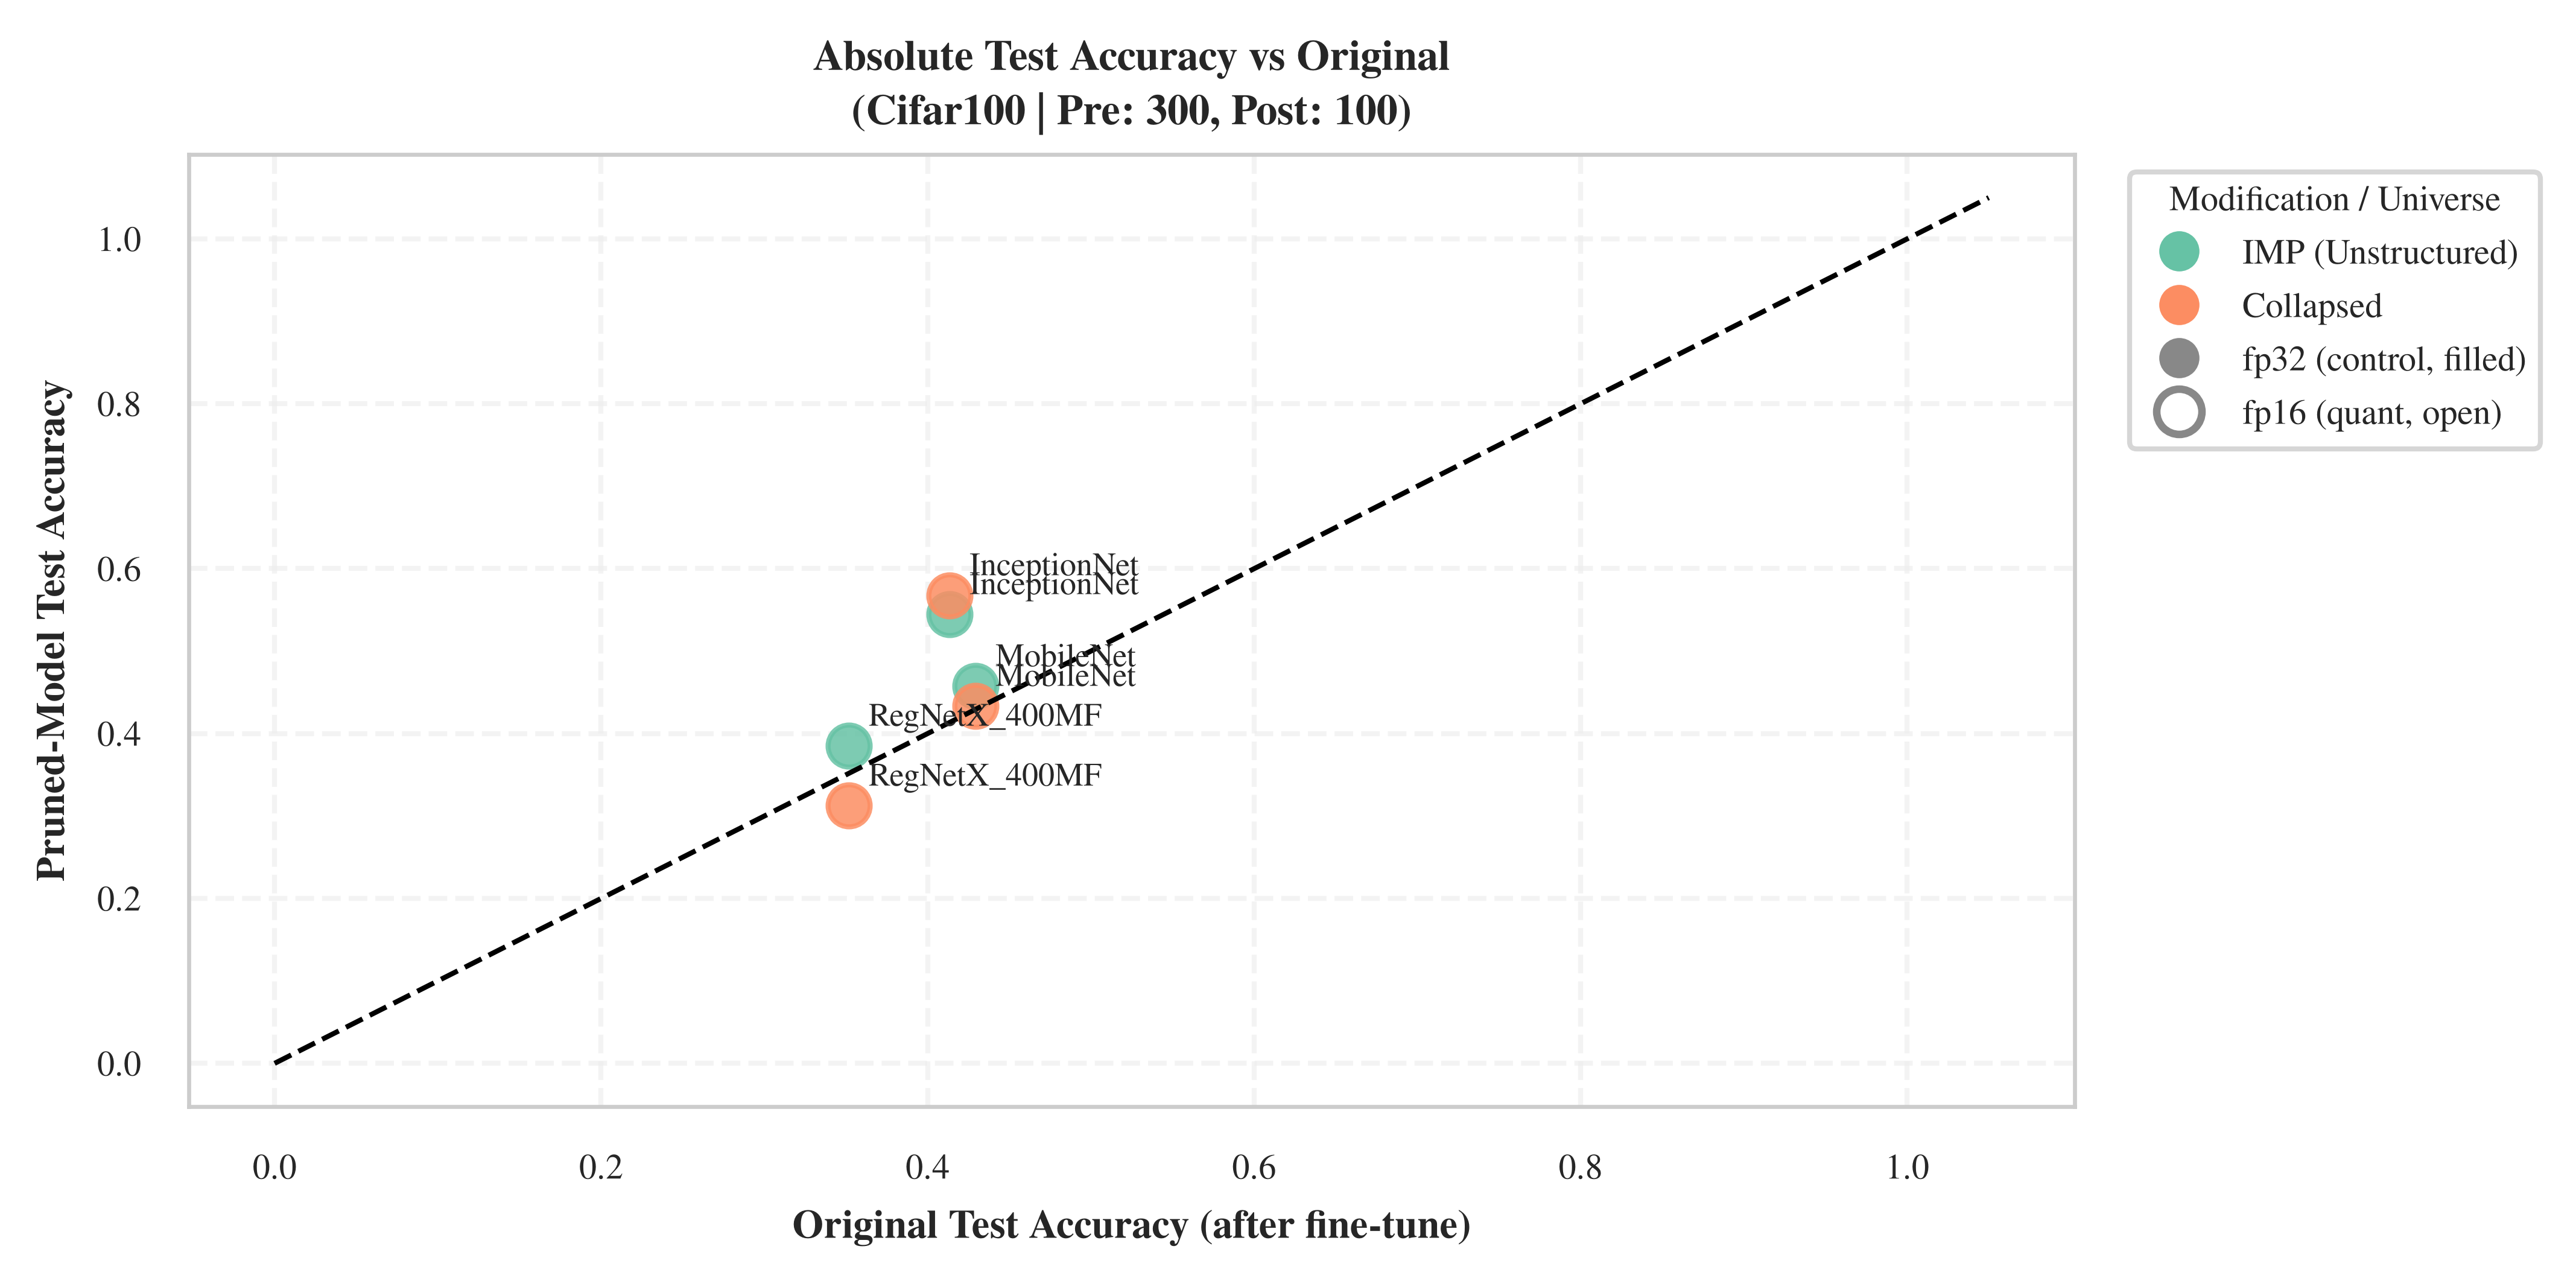 Absolute Test Accuracy vs Original
(Cifar100 | Pre: 300, Post: 100)
Modification / Universe
IMP (Unstructured)
Collapsed
fp32 (control, filled)
fp16 (quant, open)
Pruned-Model Test Accuracy
1.0
0.8
0.6
0.4
0.2
0.0
InceptionNet
InceptionNet
MobileNet
MobileNet
RegNetX_400MF
RegNetX_400MF
0.0 0.2 0.4 0.6 0.8 1.0
Original Test Accuracy (after fine-tune)